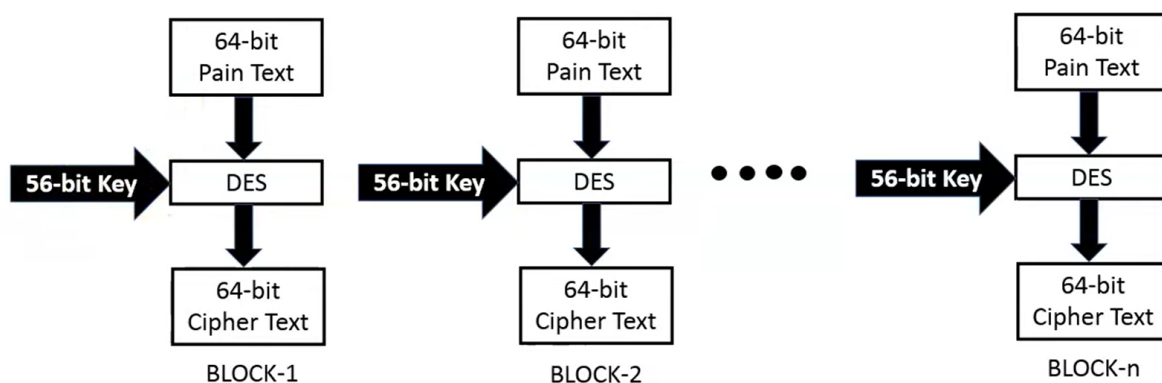 64-bit
Pain Text
56-bit Key
DES
64-bit
Cipher Text
BLOCK-1
64-bit
Pain Text
56-bit Key
DES
64-bit
Cipher Text
BLOCK-2
64-bit
Pain Text
56-bit Key
DES
64-bit
Cipher Text
BLOCK-n